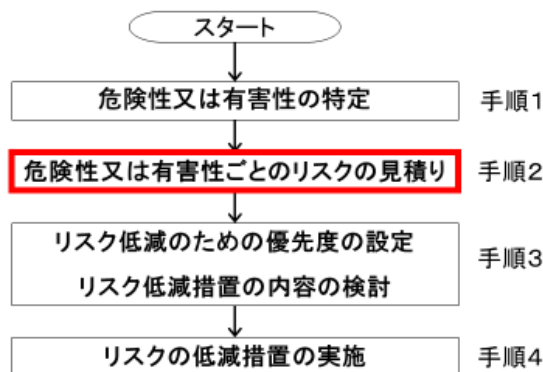 スタート
危険性又は有害性の特定 手順1
危険性又は有害性ごとのリスクの見積り 手順2
リスク低減のための優先度の設定
手順3
リスク低減措置の内容の検討
リスクの低減措置の実施 手順4